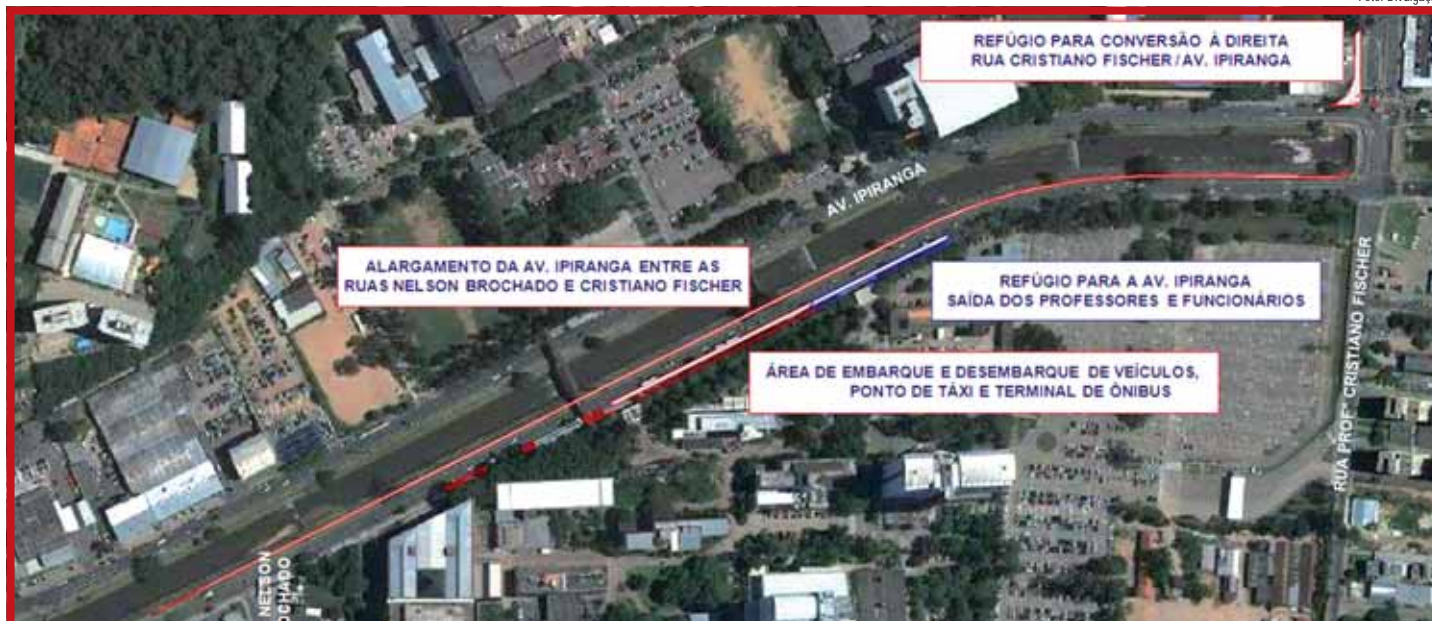 REFÚGIO PARA CONVERSÃO À DIREITA
RUA CRISTIANO FISCHER / AV. IPIRANGA
AV. IPIRANGA
ALARGAMENTO DA AV. IPIRANGA ENTRE AS
RUAS NELSON BROCHADO E CRISTIANO FISCHER
REFÚGIO PARA A AV. IPIRANGA
SAÍDA DOS PROFESSORES E FUNCIONÁRIOS
ÁREA DE EMBARQUE E DESEMBARQUE DE VEÍCULOS,
PONTO DE TÁXI E TERMINAL DE ÔNIBUS
RUA PROFº CRISTIANO FISCHER
NELSON